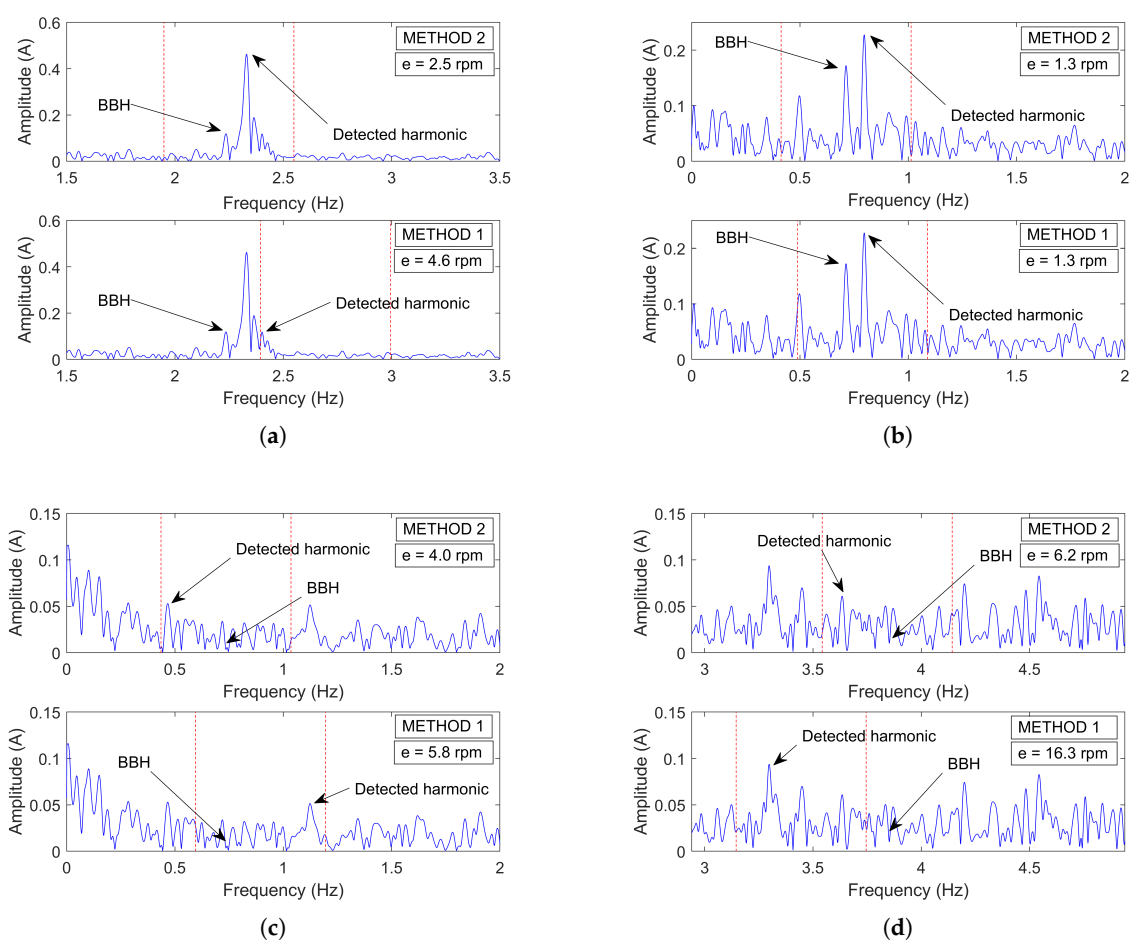 METHOD 2
e = 2.5 rpm
BBH
Detected harmonic
Amplitude (A)
0.6
0.4
0.2
0
1.5 2 2.5 3 3.5
Frequency (Hz)
METHOD 1
e = 4.6 rpm
BBH
Detected harmonic
Amplitude (A)
0.6
0.4
0.2
0
1.5 2 2.5 3 3.5
Frequency (Hz)
(a)
METHOD 2
e = 1.3 rpm
BBH
Detected harmonic
Amplitude (A)
0.2
0.1
0
0 0.5 1 1.5 2
Frequency (Hz)
METHOD 1
e = 1.3 rpm
BBH
Detected harmonic
Amplitude (A)
0.2
0.1
0
0 0.5 1 1.5 2
Frequency (Hz)
(b)
METHOD 2
e = 4.0 rpm
Detected harmonic
BBH
Amplitude (A)
0.15
0.1
0.05
0
0 0.5 1 1.5 2
Frequency (Hz)
METHOD 1
e = 5.8 rpm
BBH
Detected harmonic
Amplitude (A)
0.15
0.1
0.05
0
0 0.5 1 1.5 2
Frequency (Hz)
(c)
METHOD 2
e = 6.2 rpm
Detected harmonic
BBH
Amplitude (A)
0.15
0.1
0.05
0
3 3.5 4 4.5
Frequency (Hz)
METHOD 1
e = 16.3 rpm
Detected harmonic
BBH
Amplitude (A)
0.15
0.1
0.05
0
3 3.5 4 4.5
Frequency (Hz)
(d)